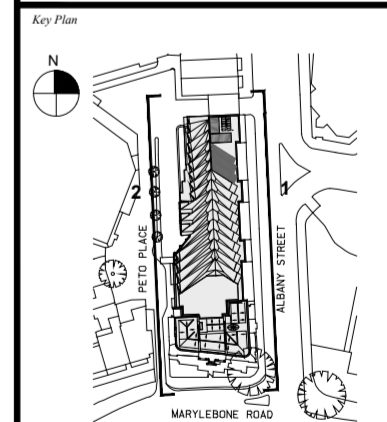 Key Plan
N
2
1
PETO PLACE
ALBANY STREET
MARYLEBONE ROAD